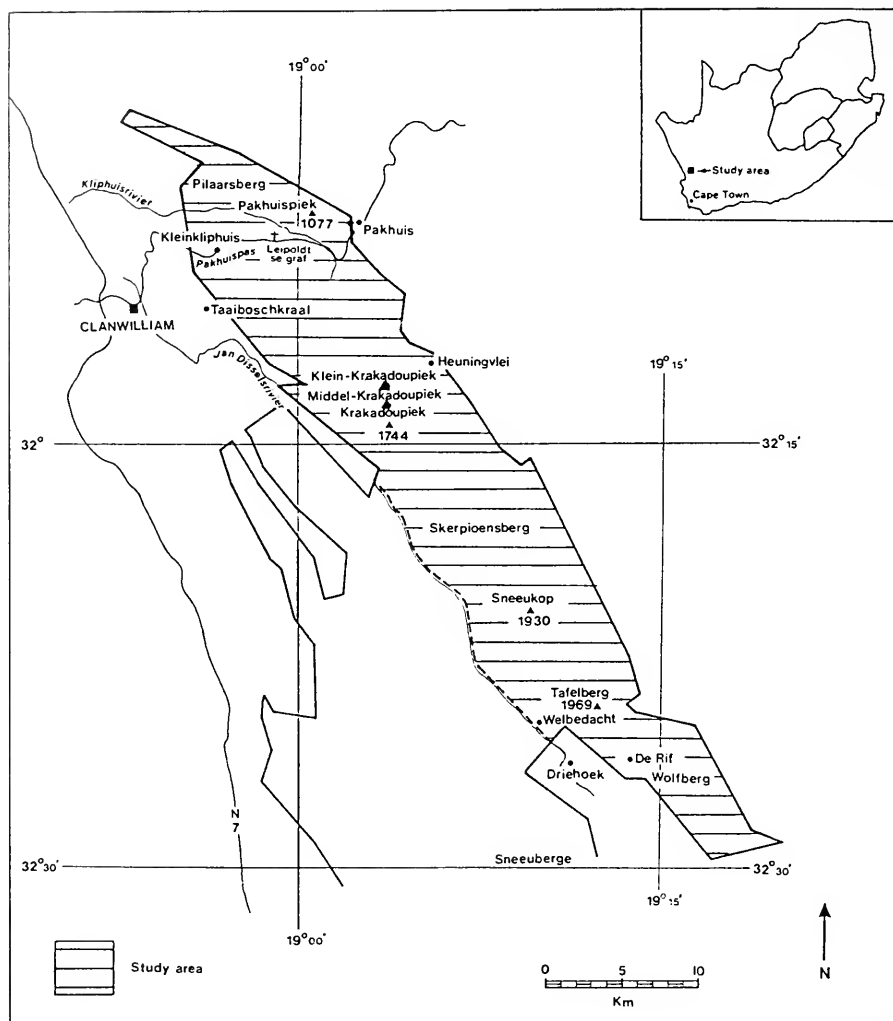 19°00'
Study area
Cape Town
Kliphuisrivier
Pilaarsberg
Pakhuispiek
1077
Pakhuis
Kleinkliphuis
Leipoldt
se graf
Pakhuispas
Taaiboschkraal
CLANWILLIAM
Jan Disselsrivier
Heuningvlei
19°15'
Klein-Krakadoupiek
Middel-Krakadoupiek
Krakadoupiek
1744
32°
32°15'
Skerpioensberg
Sneeukop
1930
Tafelberg
1969
Welbedacht
De Rif
Driehoek
Wolfberg
N
7
Sneeuberge
32°30'
32°30'
19°15'
19°00'
Study area
0 5 10
Km
N